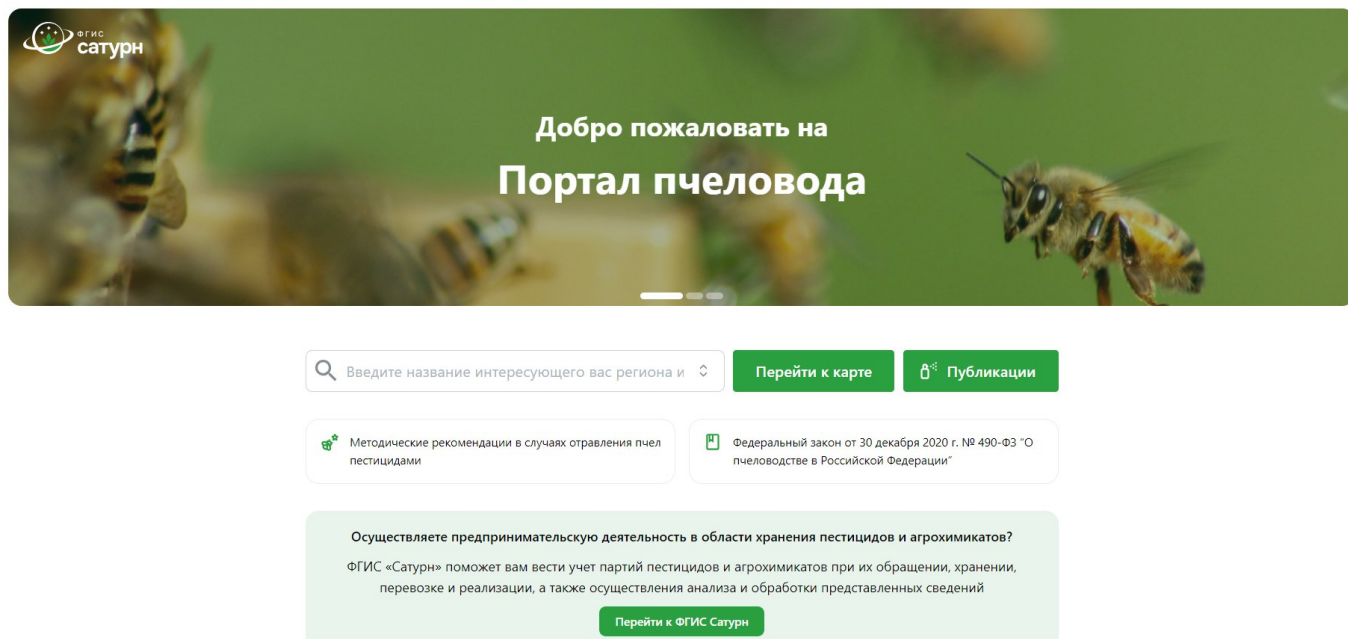 ФГИС
сатурн
Добро пожаловать на
Портал пчеловода
Введите название интересующего вас региона и
Перейти к карте
Публикации
Методические рекомендации в случаях отравления пчел
пестицидами
Федеральный закон от 30 декабря 2020 г. № 490-ФЗ "О
пчеловодстве в Российской Федерации"
Осуществляете предпринимательскую деятельность в области хранения пестицидов и агрохимикатов?
ФГИС «Сатурн» поможет вам вести учет партий пестицидов и агрохимикатов при их обращении, хранении,
перевозке и реализации, а также осуществления анализа и обработки представленных сведений
Перейти к ФГИС Сатурн